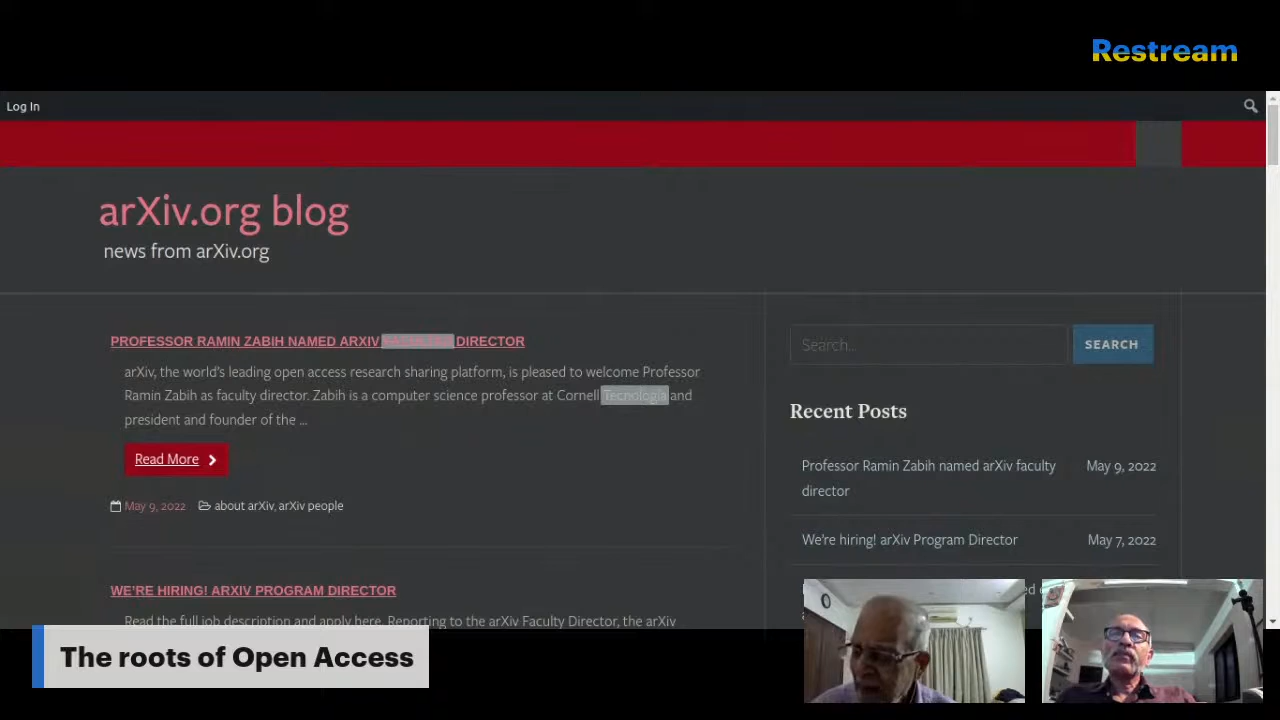 Restream
Log In
arXiv.org blog
news from arXiv.org
PROFESSOR RAMIN ZABIH NAMED ARXIV DIRECTOR
arXiv, the world's leading open access research sharing platform, is pleased to welcome Professor
Ramin Zabih as faculty director. Zabih is a computer science professor at Cornell Tecnología and
president and founder of the ...
Read More
May 9, 2022 about arXiv, arXiv people
WE'RE HIRING! ARXIV PROGRAM DIRECTOR
Read the full job description and apply here. Reporting to the arXiv Faculty Director, the arXiv
Search...
SEARCH
Recent Posts
Professor Ramin Zabih named arXiv faculty
director
May 9, 2022
We're hiring! arXiv Program Director
May 7, 2022
The roots of Open Access